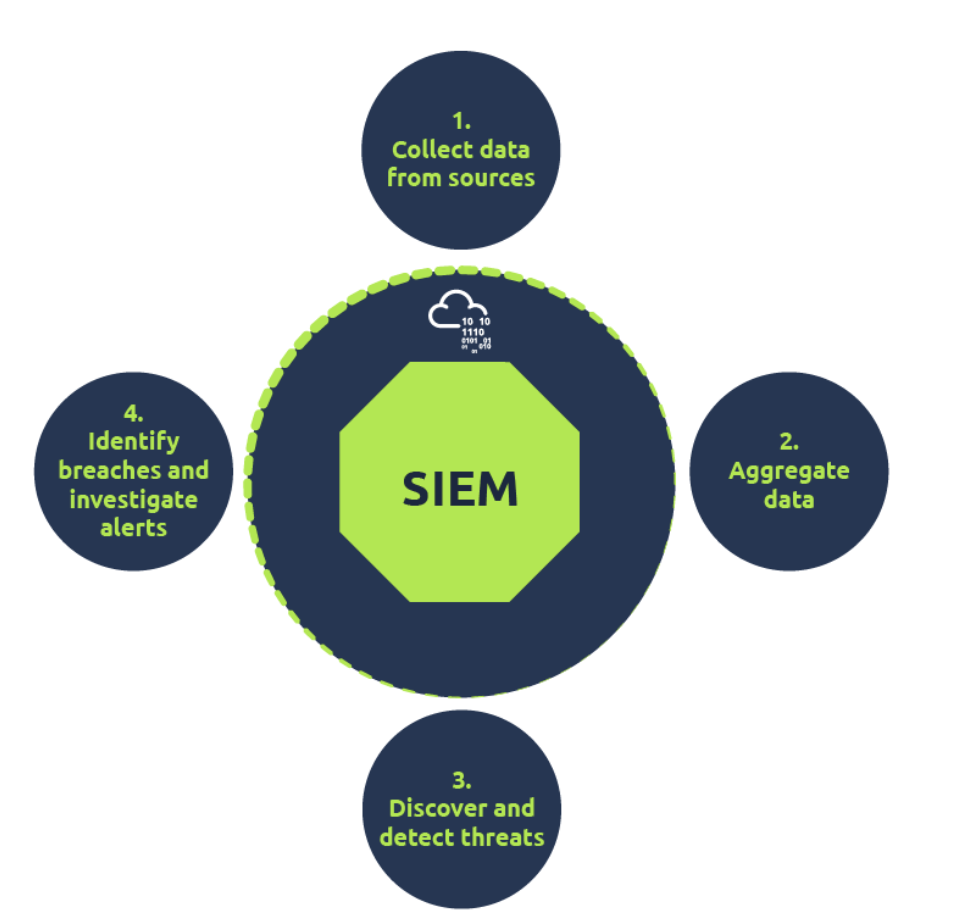 1.
Collect data
from sources
10 10
1110
0101 01
01 010
01
SIEM
2.
Aggregate
data
3.
Discover and
detect threats
4.
Identify
breaches and
investigate
alerts